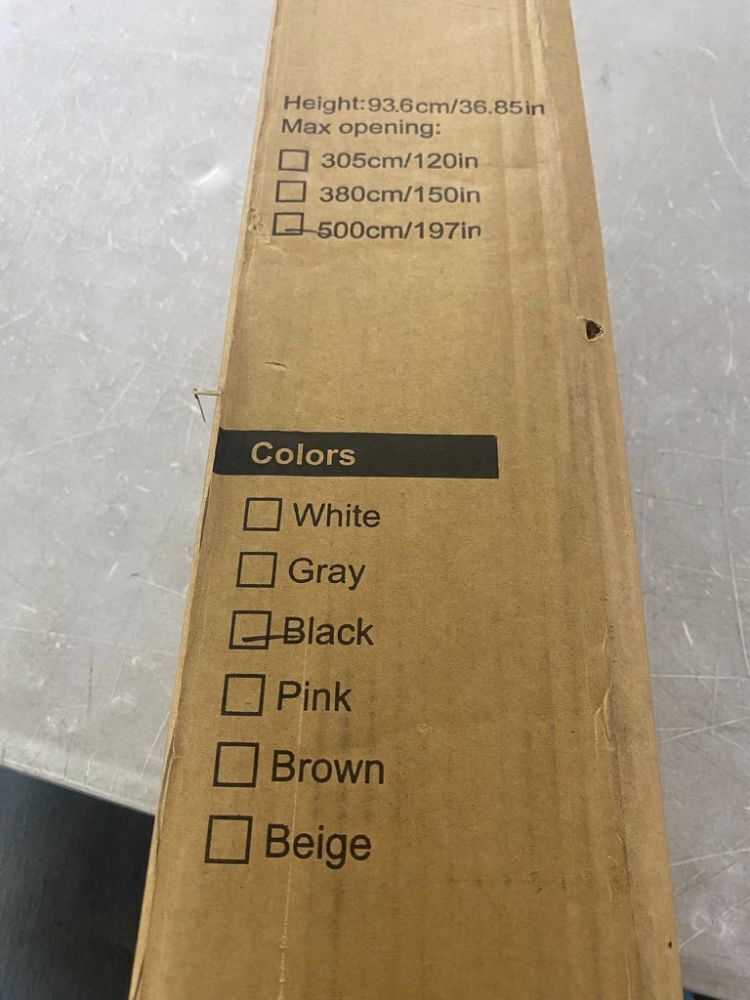 Height:93.6cm/36.85in
Max opening:
305cm/120in
380cm/150in
500cm/197in
Colors
White
Gray
Black
Pink
Brown
Beige